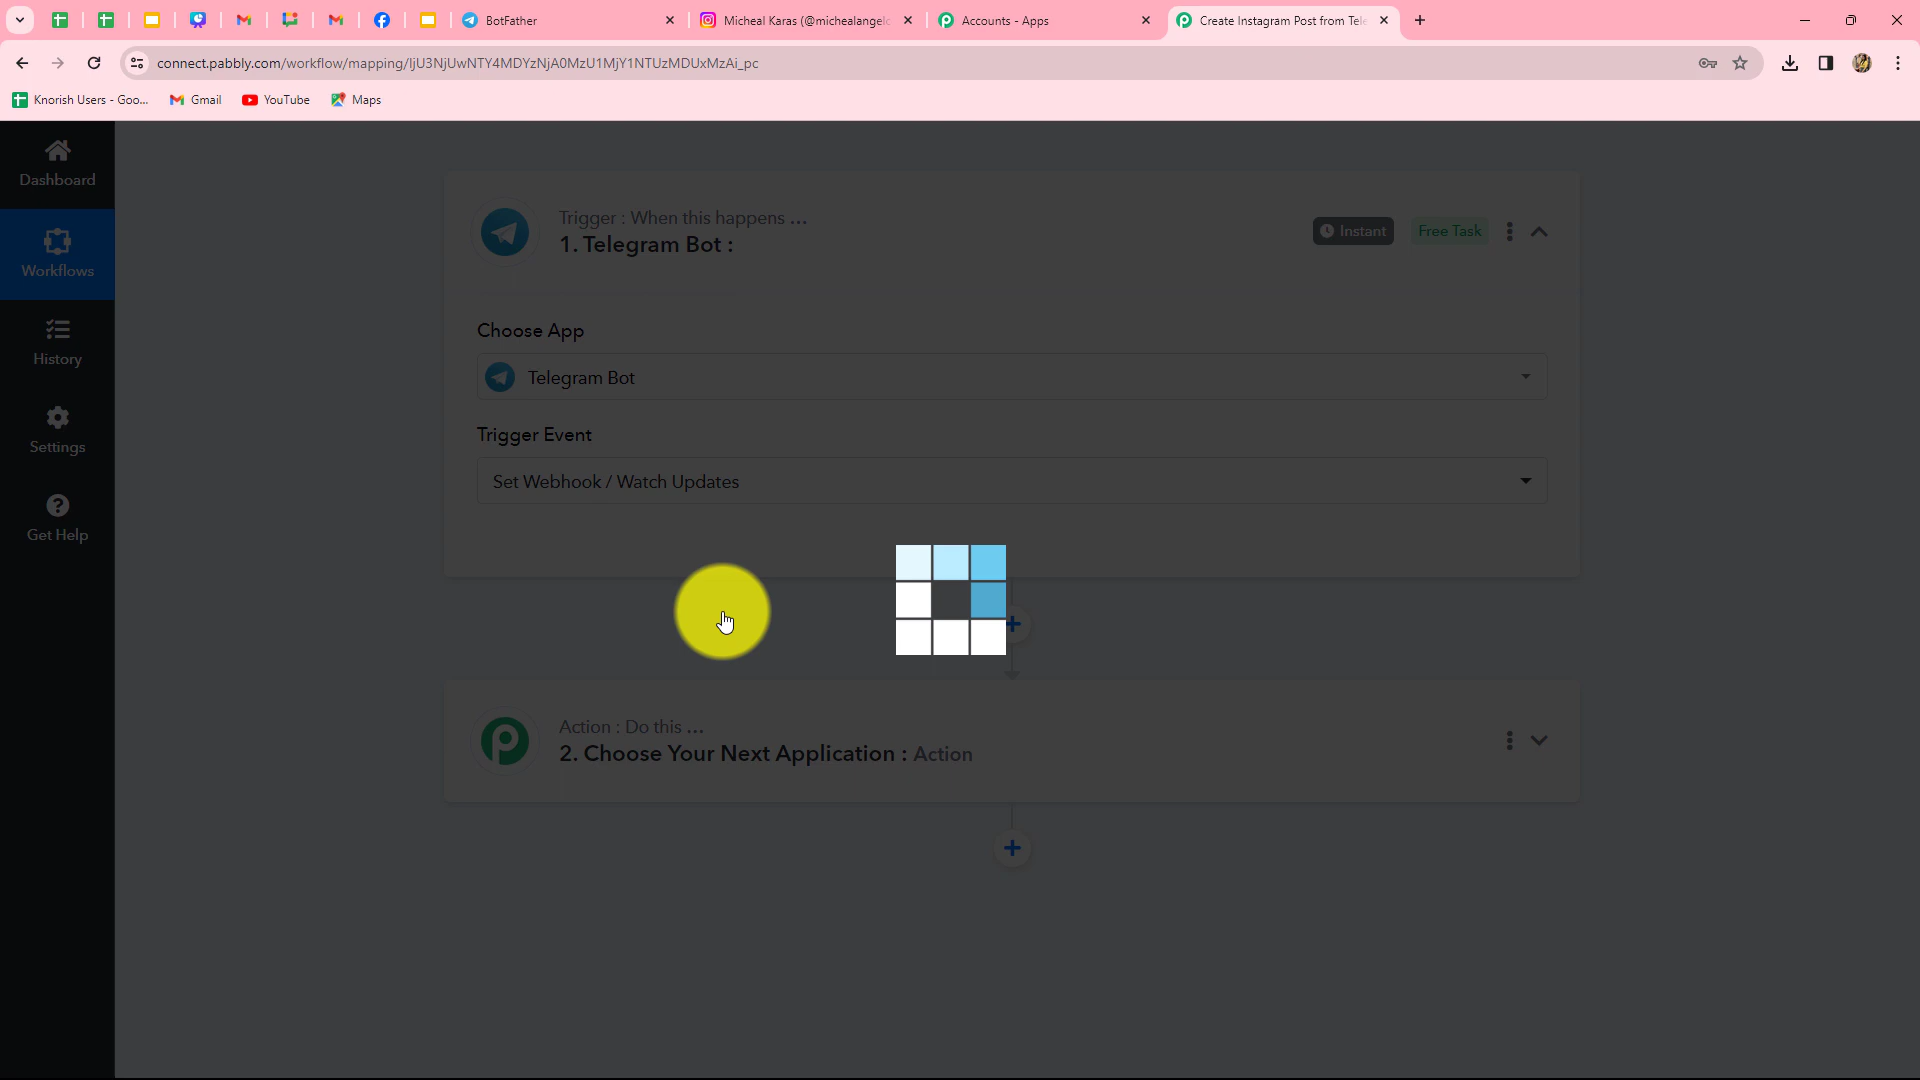 BotFather
Micheal Karas (@michealangelo
Accounts - Apps
Create Instagram Post from Tele
connect.pabbly.com/workflow/mapping/IjU3NjUwNTY4MDYzNjA0MzU1MjY1NTUzMDUxMzAi_pc
Knorish Users - Goo...
Gmail
YouTube
Maps
Dashboard
Workflows
History
Settings
Get Help
Trigger : When this happens ...
1. Telegram Bot :
Instant
Free Task
Choose App
Telegram Bot
Trigger Event
Set Webhook / Watch Updates
Action : Do this ...
2. Choose Your Next Application : Action